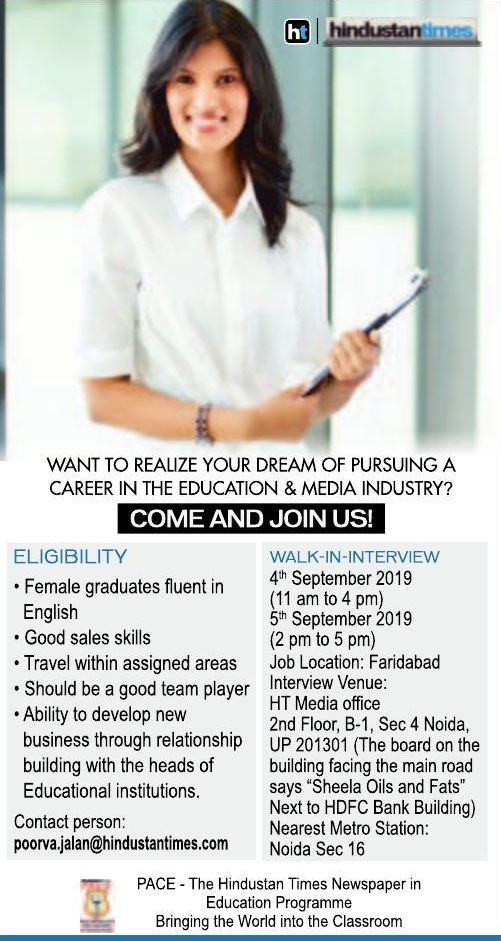 ht | hindustantimes
WANT TO REALIZE YOUR DREAM OF PURSUING A
CAREER IN THE EDUCATION & MEDIA INDUSTRY?
COME AND JOIN US!
ELIGIBILITY
• Female graduates fluent in
English
• Good sales skills
• Travel within assigned areas
• Should be a good team player
• Ability to develop new
business through relationship
building with the heads of
Educational institutions.
Contact person:
poorva.jalan@hindustantimes.com
WALK-IN-INTERVIEW
4th September 2019
(11 am to 4 pm)
5th September 2019
(2 pm to 5 pm)
Job Location: Faridabad
Interview Venue:
HT Media office
2nd Floor, B-1, Sec 4 Noida,
UP 201301 (The board on the
building facing the main road
says “Sheela Oils and Fats”
Next to HDFC Bank Building)
Nearest Metro Station:
Noida Sec 16
PACE - The Hindustan Times Newspaper in
Education Programme
Bringing the World into the Classroom